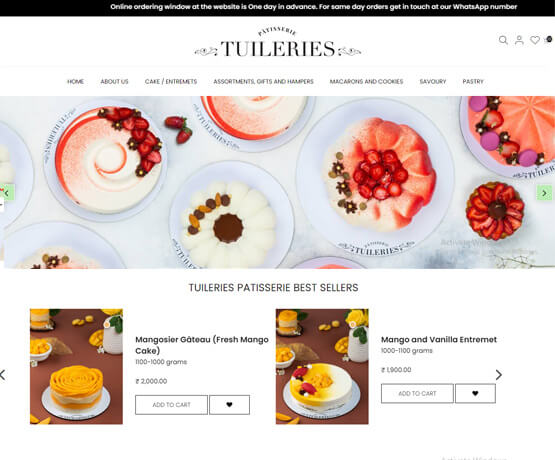 Online ordering window at the website is One day in advance. For same day orders get in touch at our WhatsApp number
PÂTISSERIE
TUILERIES
HOME ABOUT US CAKE / ENTREMETS ASSORTMENTS, GIFTS AND HAMPERS MACARONS AND COOKIES SAVOURY PASTRY
TUILERIES
TUILERIES
Activate Windows
TUILERIES PATISSERIE BEST SELLERS
Mangosier Gâteau (Fresh Mango
Cake)
1100-1000 grams
₹ 2,000.00
ADD TO CART
Mango and Vanilla Entremet
1000-1100 grams
₹ 1,900.00
ADD TO CART
Activate Windows